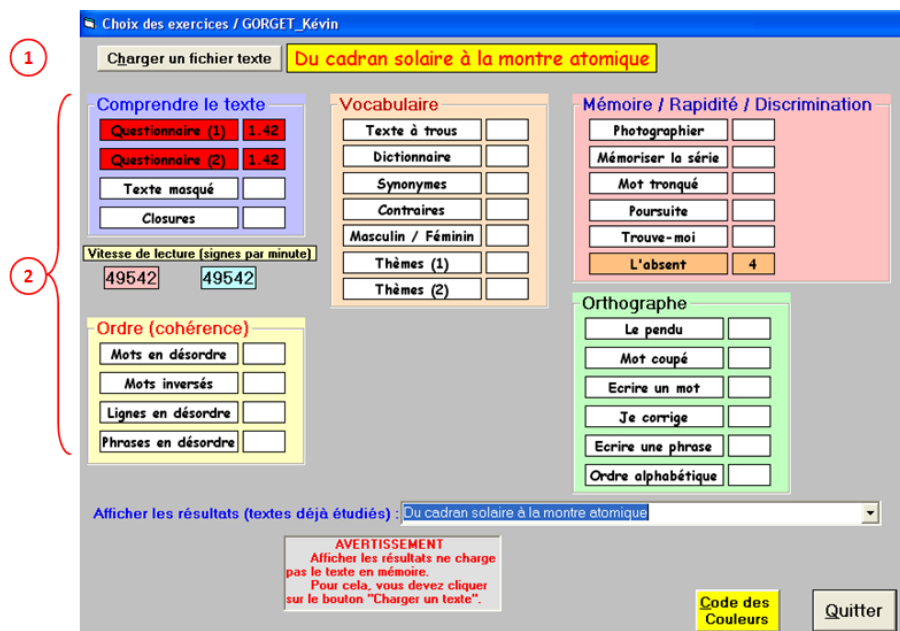 Choix des exercices / GORGET_Kévin
1
Charger un fichier texte
Du cadran solaire à la montre atomique
2
Comprendre le texte
Questionnaire (1) 1.42
Questionnaire (2) 1.42
Texte masqué
Closures
Vitesse de lecture (signes par minute)
49542 49542
Ordre (cohérence)
Mots en désordre
Mots inversés
Lignes en désordre
Phrases en désordre
Vocabulaire
Texte à trous
Dictionnaire
Synonymes
Contraires
Masculin / Féminin
Thèmes (1)
Thèmes (2)
Mémoire / Rapidité / Discrimination
Photographier
Mémoriser la série
Mot tronqué
Poursuite
Trouve-moi
L'absent 4
Orthographe
Le pendu
Mot coupé
Ecrire un mot
Je corrige
Ecrire une phrase
Ordre alphabétique
Afficher les résultats (textes déjà étudiés) : Du cadran solaire à la montre atomique
AVERTISSEMENT
Afficher les résultats ne charge
pas le texte en mémoire.
Pour cela, vous devez cliquer
sur le bouton "Charger un texte".
Code des
Couleurs
Quitter